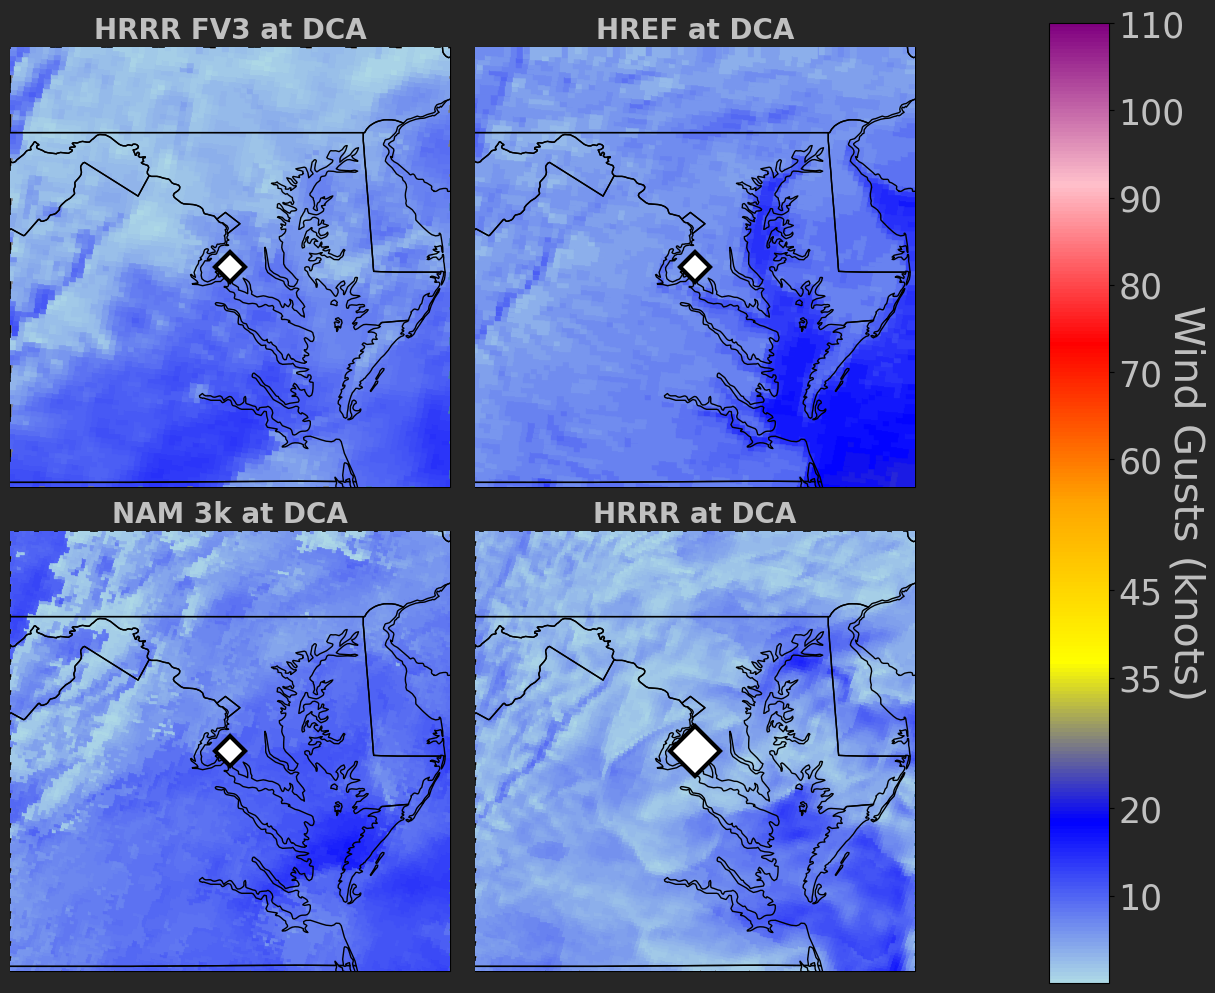 HRRR FV3 at DCA
HREF at DCA
NAM 3k at DCA
HRRR at DCA
110
100
90
80
70
60
45
35
20
10
Wind Gusts (knots)